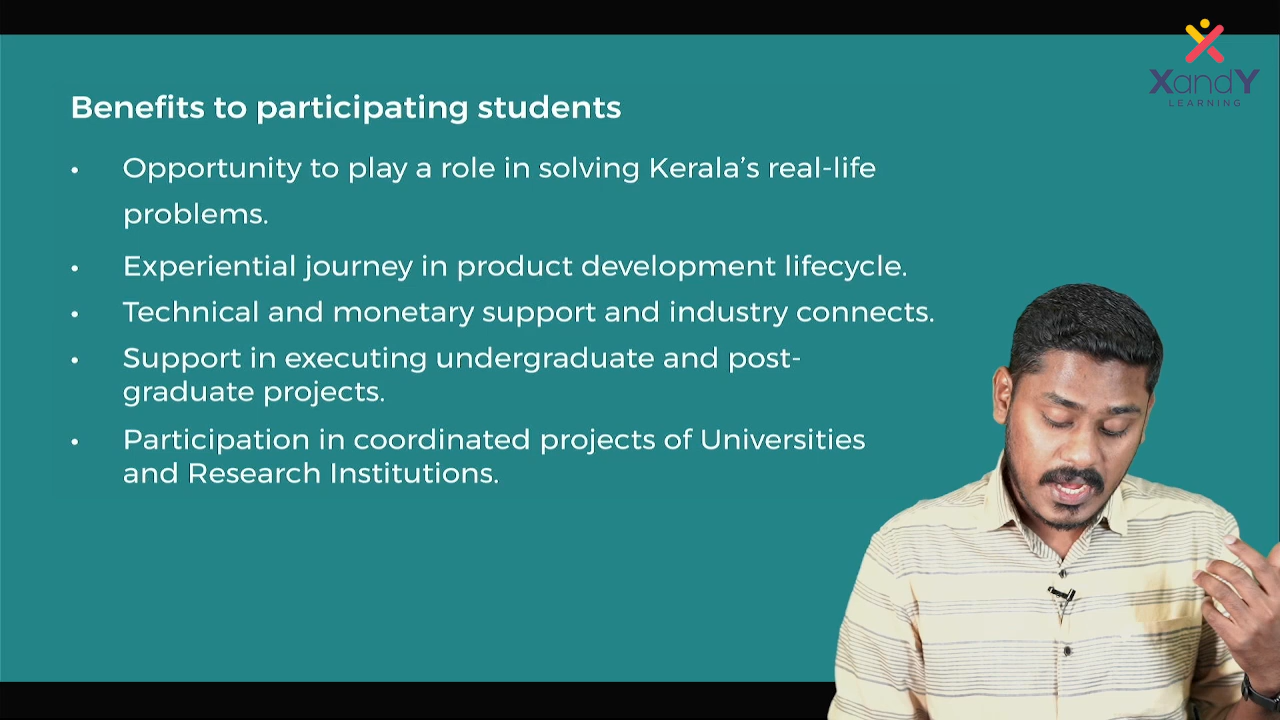 XandY
LEARNING
Benefits to participating students
• Opportunity to play a role in solving Kerala’s real-life
problems.
• Experiential journey in product development lifecycle.
• Technical and monetary support and industry connects.
• Support in executing undergraduate and post-
graduate projects.
• Participation in coordinated projects of Universities
and Research Institutions.